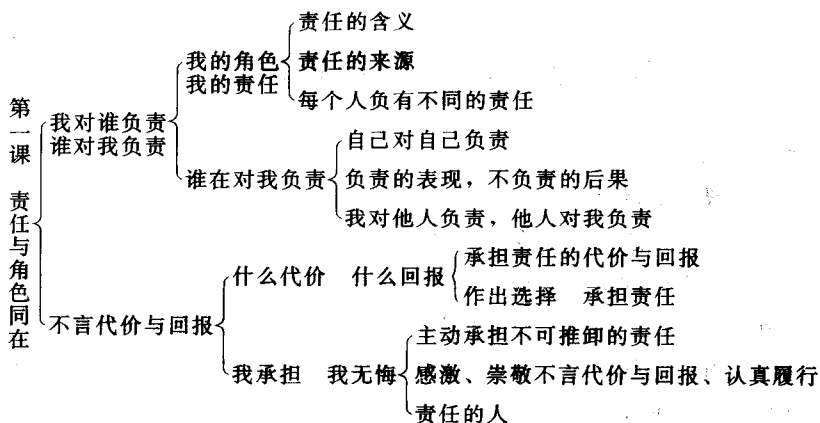 第一课 责任与角色同在
我对谁负责
谁对我负责
我的角色
我的责任
责任的含义
责任的来源
每个人负有不同的责任
谁在对我负责
自己对自己负责
负责的表现，不负责的后果
我对他人负责，他人对我负责
不言代价与回报
什么代价 什么回报
承担责任的代价与回报
作出选择 承担责任
我承担 我无悔
主动承担不可推卸的责任
感激、崇敬不言代价与回报、认真履行
责任的人